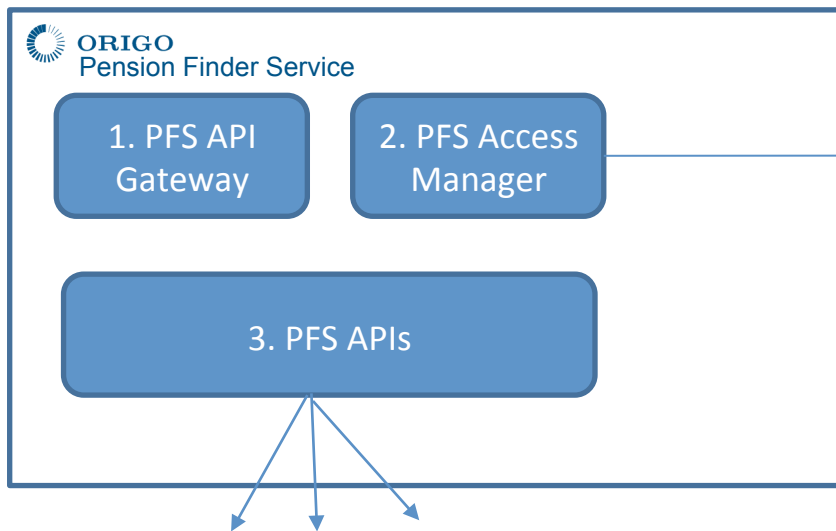 ORIGO
Pension Finder Service
1. PFS API
Gateway
2. PFS Access
Manager
3. PFS APIs